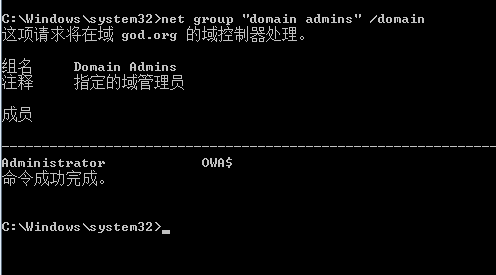 C:\Windows\system32>net group "domain admins" /domain
这项请求将在域 god.org 的域控制器处理。
组名     Domain Admins
注释     指定的域管理员
成员
-------------------------------------------------------------------------------
Administrator            OWA$
命令成功完成。
C:\Windows\system32>_